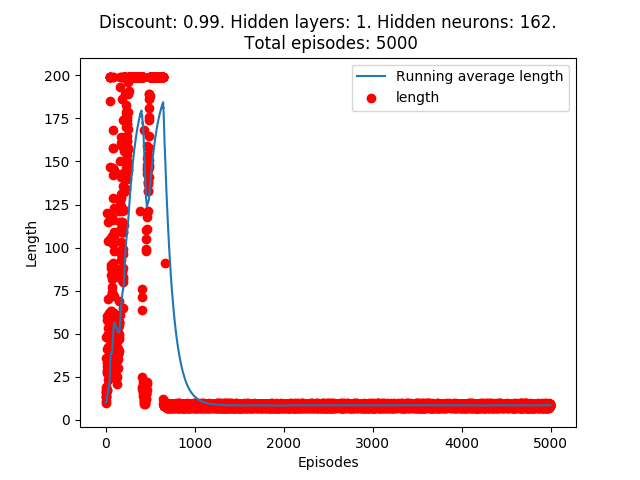 Discount: 0.99. Hidden layers: 1. Hidden neurons: 162.
Total episodes: 5000
Running average length
length
Length
200
175
150
125
100
75
50
25
0
0 1000 2000 3000 4000 5000
Episodes